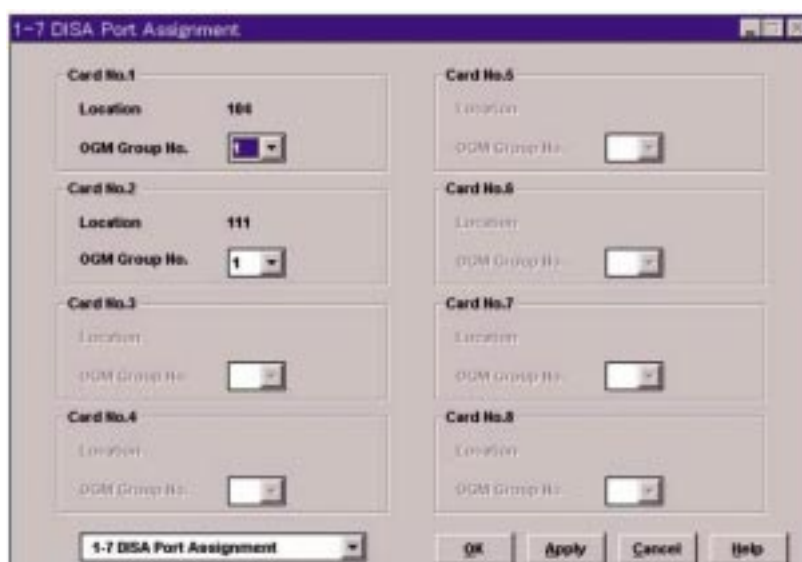 1-7 DISA Port Assignment
Card No.1
Location 104
OGM Group No. 1
Card No.2
Location 111
OGM Group No. 1
Card No.3
Location
OGM Group No.
Card No.4
Location
OGM Group No.
Card No.5
Location
OGM Group No.
Card No.6
Location
OGM Group No.
Card No.7
Location
OGM Group No.
Card No.8
Location
OGM Group No.
1-7 DISA Port Assignment
OK Apply Cancel Help